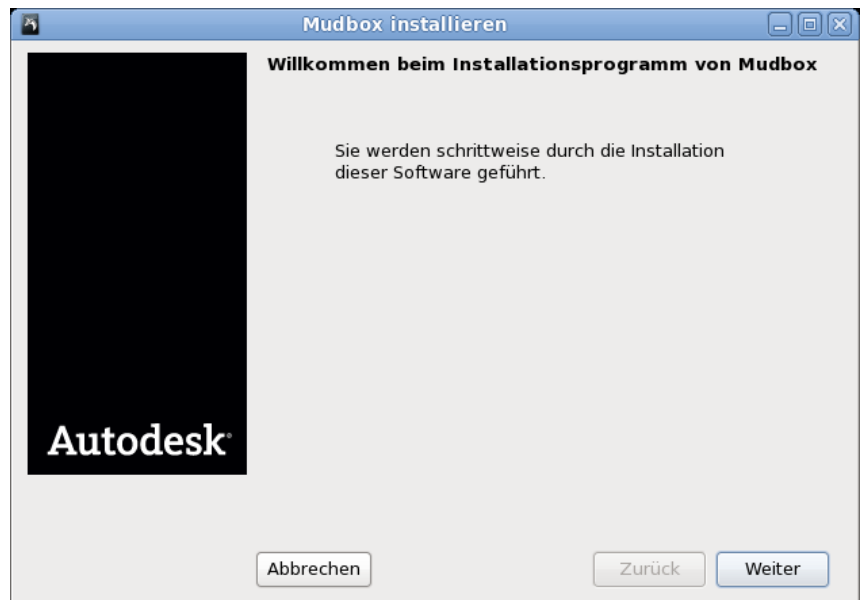 Mudbox installieren
Willkommen beim Installationsprogramm von Mudbox
Sie werden schrittweise durch die Installation
dieser Software geführt.
Autodesk
Abbrechen
Zurück
Weiter